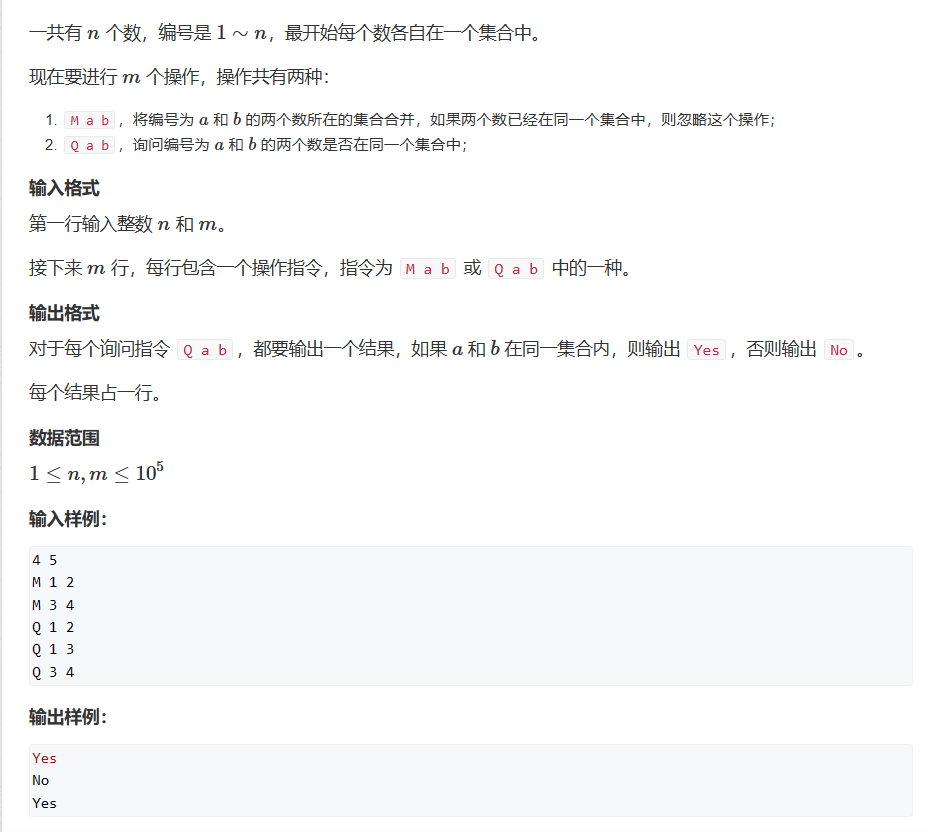 一共有 n 个数，编号是 1 ∼ n，最开始每个数各自在一个集合中。
现在要进行 m 个操作，操作共有两种：
1. M a b ，将编号为 a 和 b 的两个数所在的集合合并，如果两个数已经在同一个集合中，则忽略这个操作；
2. Q a b ，询问编号为 a 和 b 的两个数是否在同一个集合中；
输入格式
第一行输入整数 n 和 m。
接下来 m 行，每行包含一个操作指令，指令为 M a b 或 Q a b 中的一种。
输出格式
对于每个询问指令 Q a b ，都要输出一个结果，如果 a 和 b 在同一集合内，则输出 Yes ，否则输出 No 。
每个结果占一行。
数据范围
1 ≤ n, m ≤ 10⁵
输入样例：
4 5
M 1 2
M 3 4
Q 1 2
Q 1 3
Q 3 4
输出样例：
Yes
No
Yes